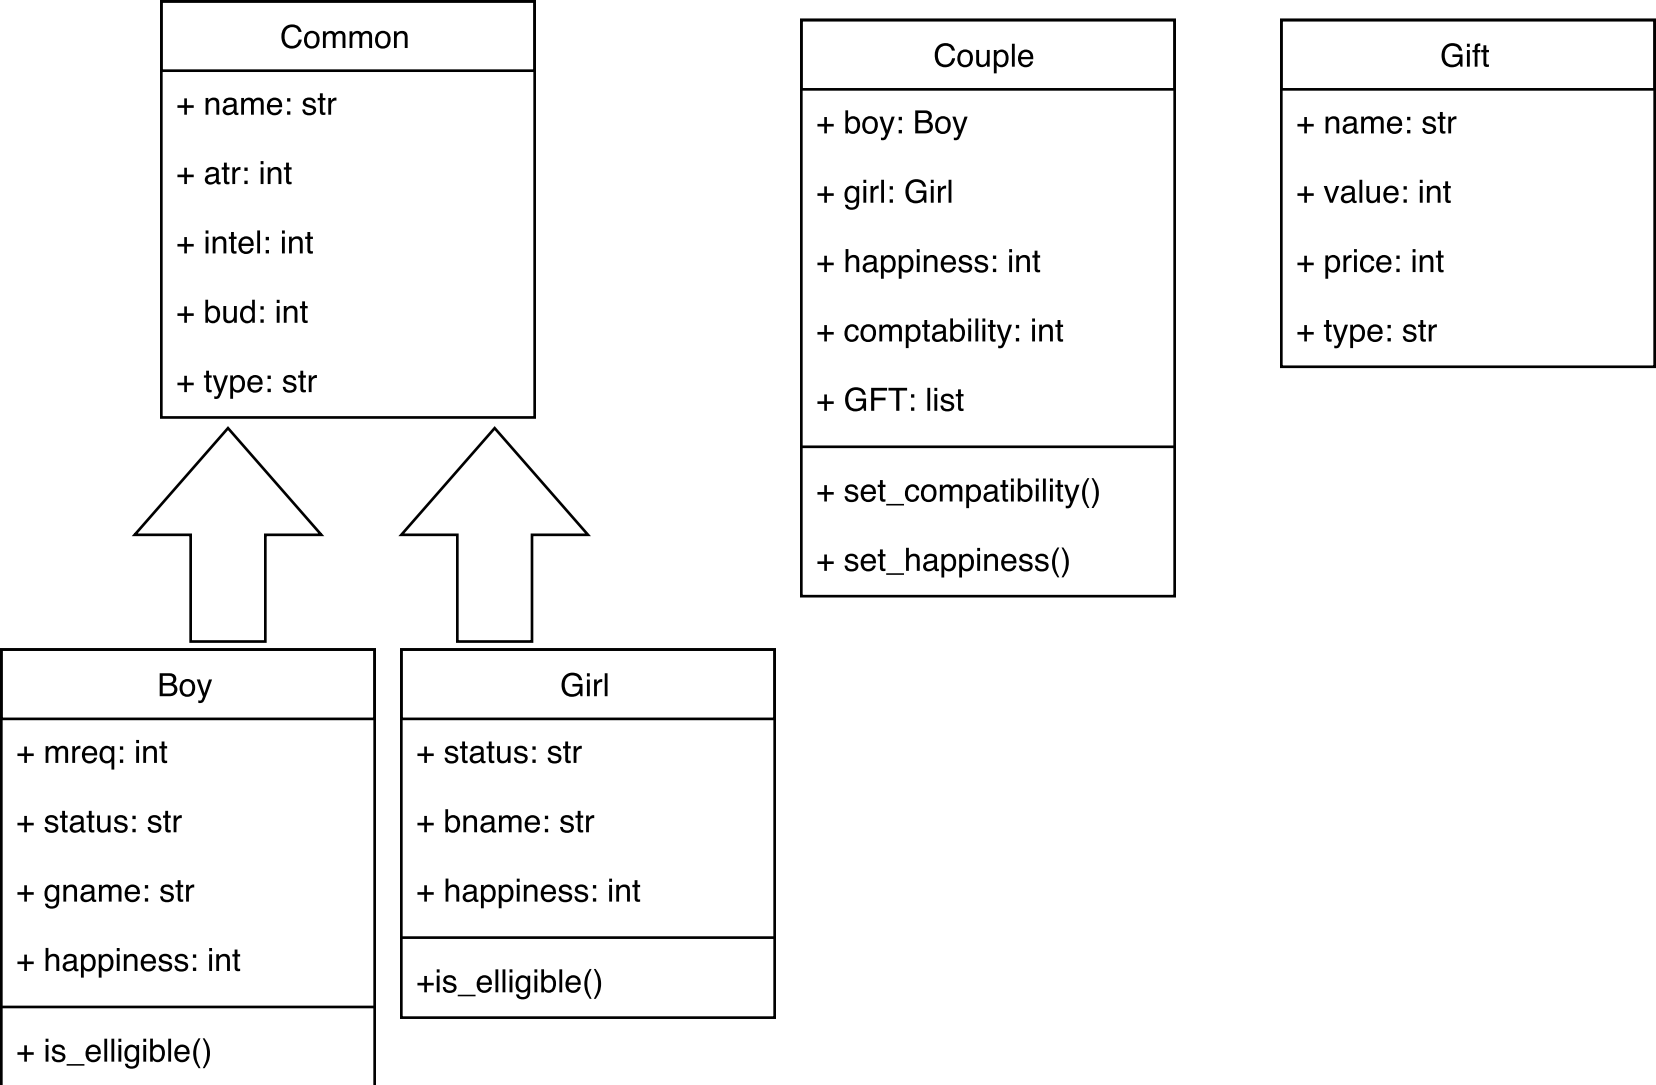 Common
+ name: str
+ atr: int
+ intel: int
+ bud: int
+ type: str
Couple
+ boy: Boy
+ girl: Girl
+ happiness: int
+ comptability: int
+ GFT: list
+ set_compatibility()
+ set_happiness()
Gift
+ name: str
+ value: int
+ price: int
+ type: str
Boy
+ mreq: int
+ status: str
+ gname: str
+ happiness: int
+ is_elligible()
Girl
+ status: str
+ bname: str
+ happiness: int
+is_elligible()